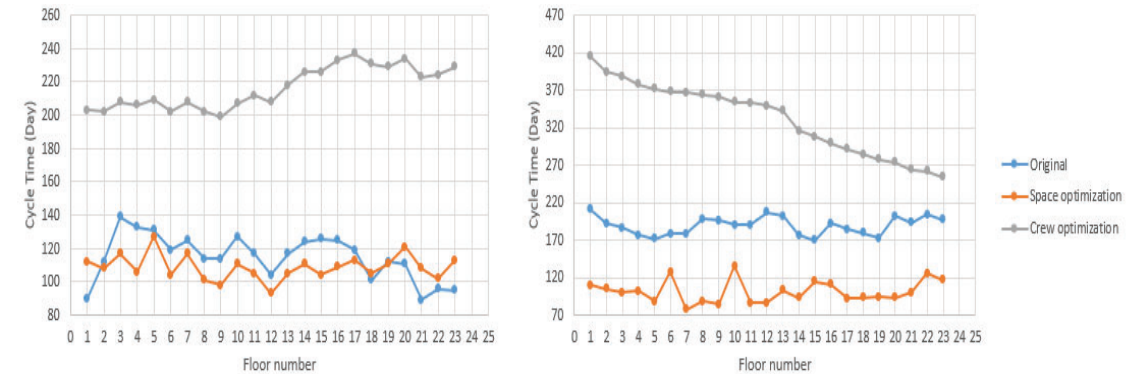 260
240
220
200
180
160
140
120
100
80
Cycle Time (Day)
0 1 2 3 4 5 6 7 8 9 10 11 12 13 14 15 16 17 18 19 20 21 22 23 24 25
Floor number
470
420
370
320
270
220
170
120
70
Cycle Time (Day)
0 1 2 3 4 5 6 7 8 9 10 11 12 13 14 15 16 17 18 19 20 21 22 23 24 25
Floor number
Original
Space optimization
Crew optimization